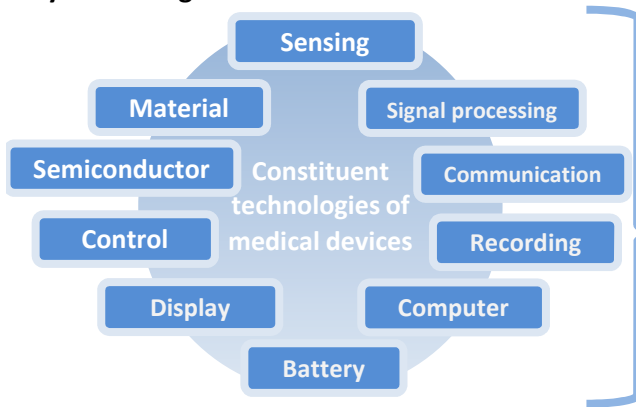 Sensing
Material
Signal processing
Semiconductor
Communication
Constituent
technologies of
medical devices
Control
Recording
Display
Computer
Battery